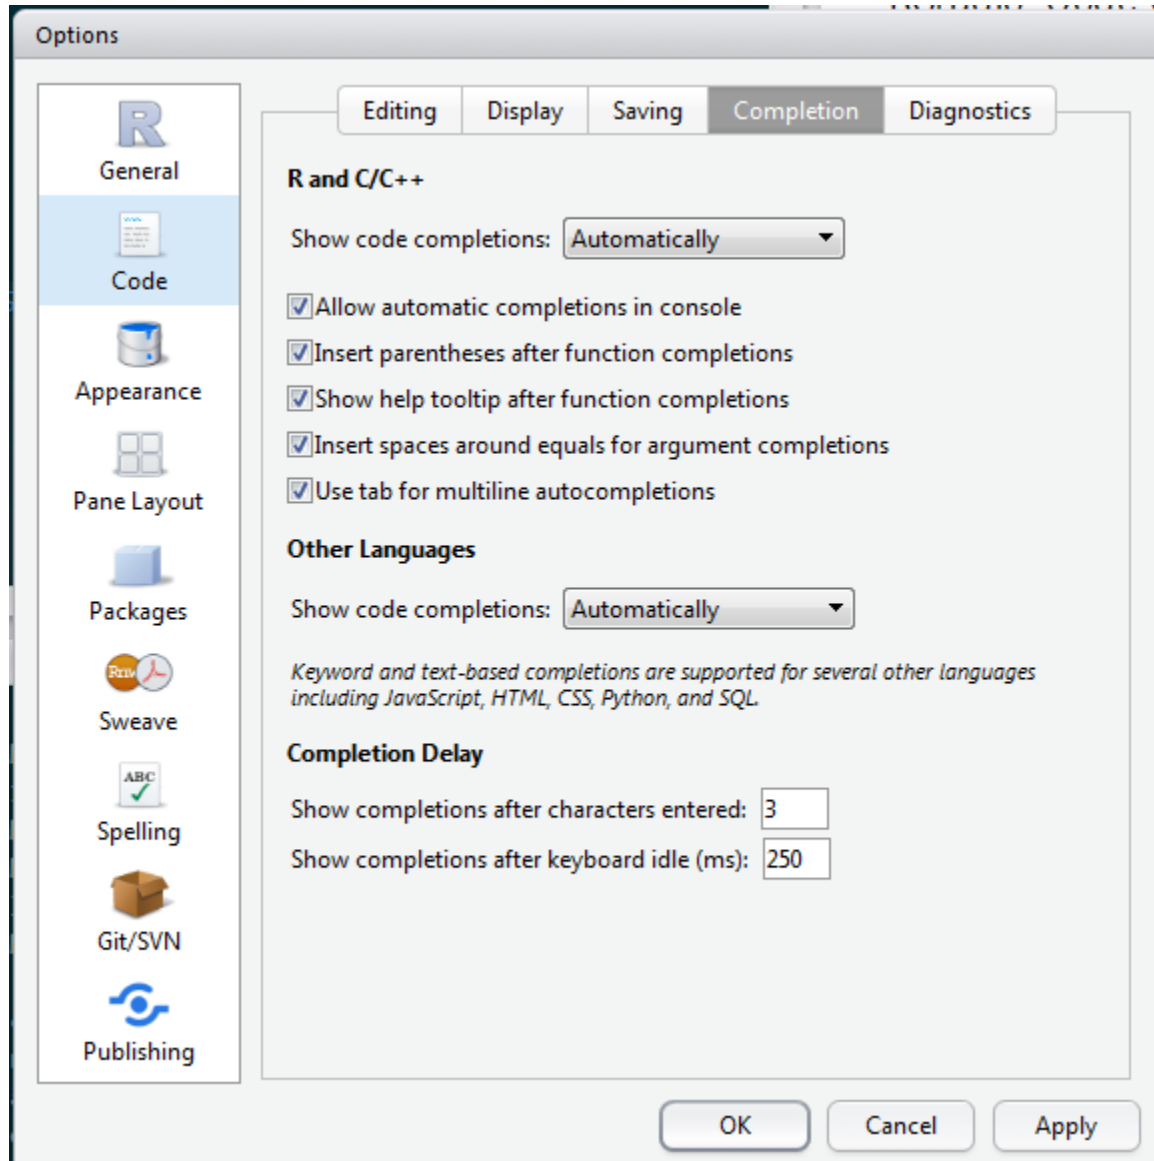 Options
General
Code
Appearance
Pane Layout
Packages
Rnw
Sweave
ABC
Spelling
Git/SVN
Publishing
Editing Display Saving Completion Diagnostics
R and C/C++
Show code completions: Automatically
Allow automatic completions in console
Insert parentheses after function completions
Show help tooltip after function completions
Insert spaces around equals for argument completions
Use tab for multiline autocompletions
Other Languages
Show code completions: Automatically
Keyword and text-based completions are supported for several other languages
including JavaScript, HTML, CSS, Python, and SQL.
Completion Delay
Show completions after characters entered: 3
Show completions after keyboard idle (ms): 250
OK Cancel Apply